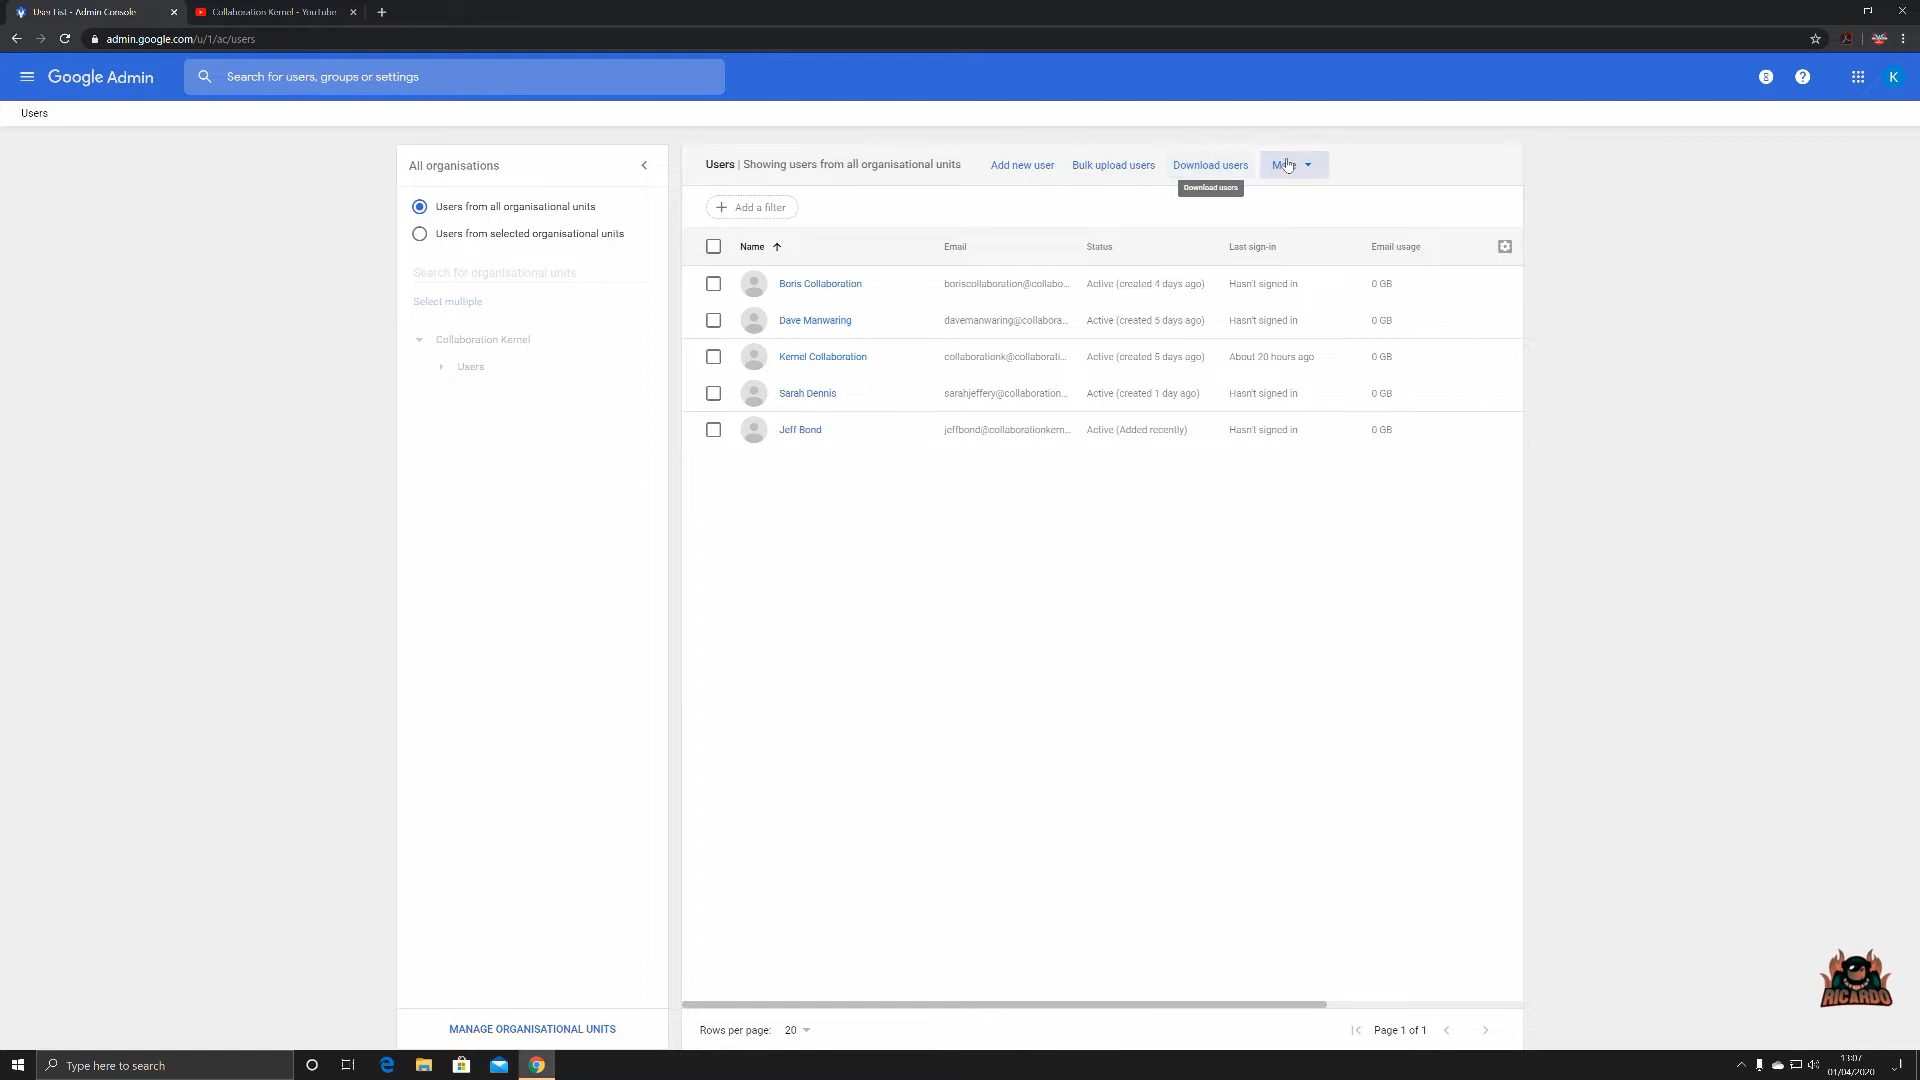 User List - Admin Console
Collaboration Kernel - YouTube
admin.google.com/u/1/ac/users
Google Admin
Search for users, groups or settings
K
Users
All organisations
Users from all organisational units
Users from selected organisational units
Search for organisational units
Select multiple
Collaboration Kernel
Users
MANAGE ORGANISATIONAL UNITS
Users | Showing users from all organisational units
Add new user
Bulk upload users
Download users
Download users
Add a filter
Name Email Status Last sign-in Email usage
Boris Collaboration boriscollaboration@collabo... Active (created 4 days ago) Hasn't signed in 0 GB
Dave Manwaring davemanwaring@collabora... Active (created 5 days ago) Hasn't signed in 0 GB
Kernel Collaboration collaborationk@collaborati... Active (created 5 days ago) About 20 hours ago 0 GB
Sarah Dennis sarahjeffery@collaboration... Active (created 1 day ago) Hasn't signed in 0 GB
Jeff Bond jeffbond@collaborationkern... Active (Added recently) Hasn't signed in 0 GB
Rows per page: 20
Page 1 of 1
RICARDO
Type here to search
13:07
01/04/2020